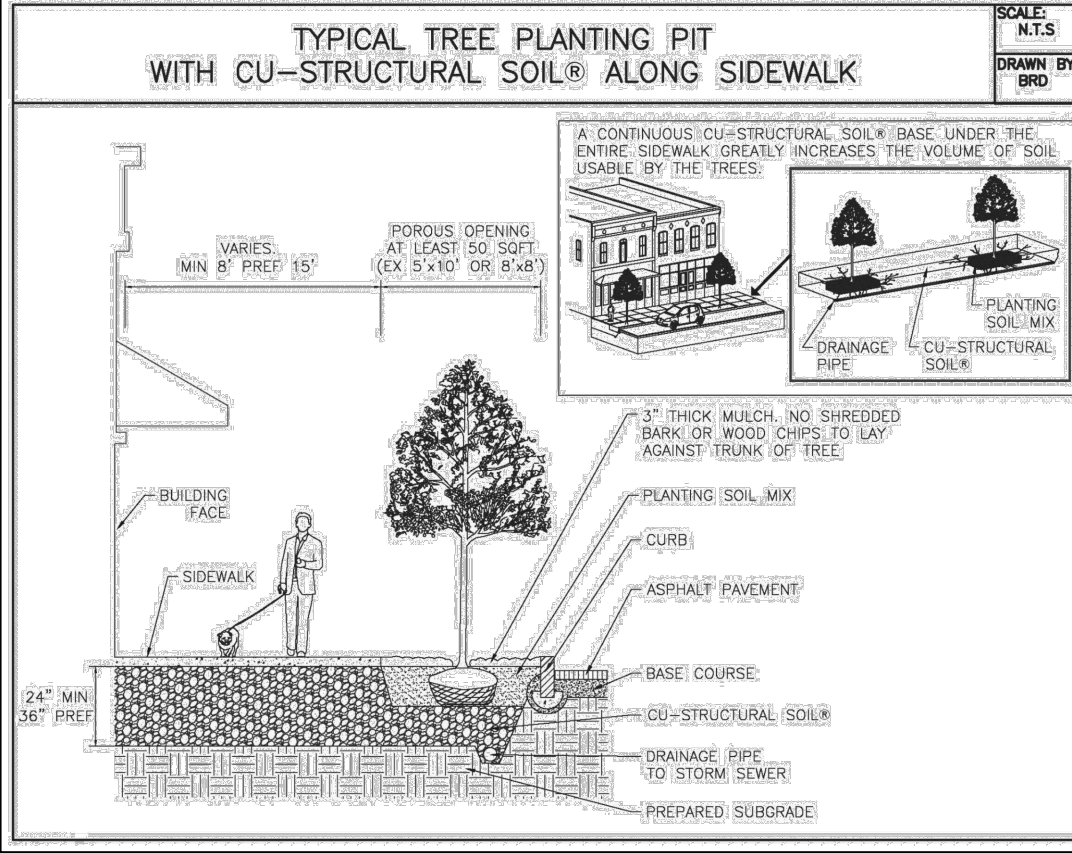 TYPICAL TREE PLANTING PIT
WITH CU-STRUCTURAL SOIL® ALONG SIDEWALK
SCALE:
N.T.S
DRAWN BY
BRD
A CONTINUOUS CU-STRUCTURAL SOIL® BASE UNDER THE
ENTIRE SIDEWALK GREATLY INCREASES THE VOLUME OF SOIL
USABLE BY THE TREES.
PLANTING
SOIL MIX
DRAINAGE
PIPE
CU-STRUCTURAL
SOIL®
VARIES
MIN 8' PREF 15'
POROUS OPENING
AT LEAST 50 SQFT
(EX 5'x10' OR 8'x8')
3" THICK MULCH. NO SHREDDED
BARK OR WOOD CHIPS TO LAY
AGAINST TRUNK OF TREE
BUILDING
FACE
PLANTING SOIL MIX
CURB
SIDEWALK
ASPHALT PAVEMENT
BASE COURSE
24" MIN
36" PREF
CU-STRUCTURAL SOIL®
DRAINAGE PIPE
TO STORM SEWER
PREPARED SUBGRADE